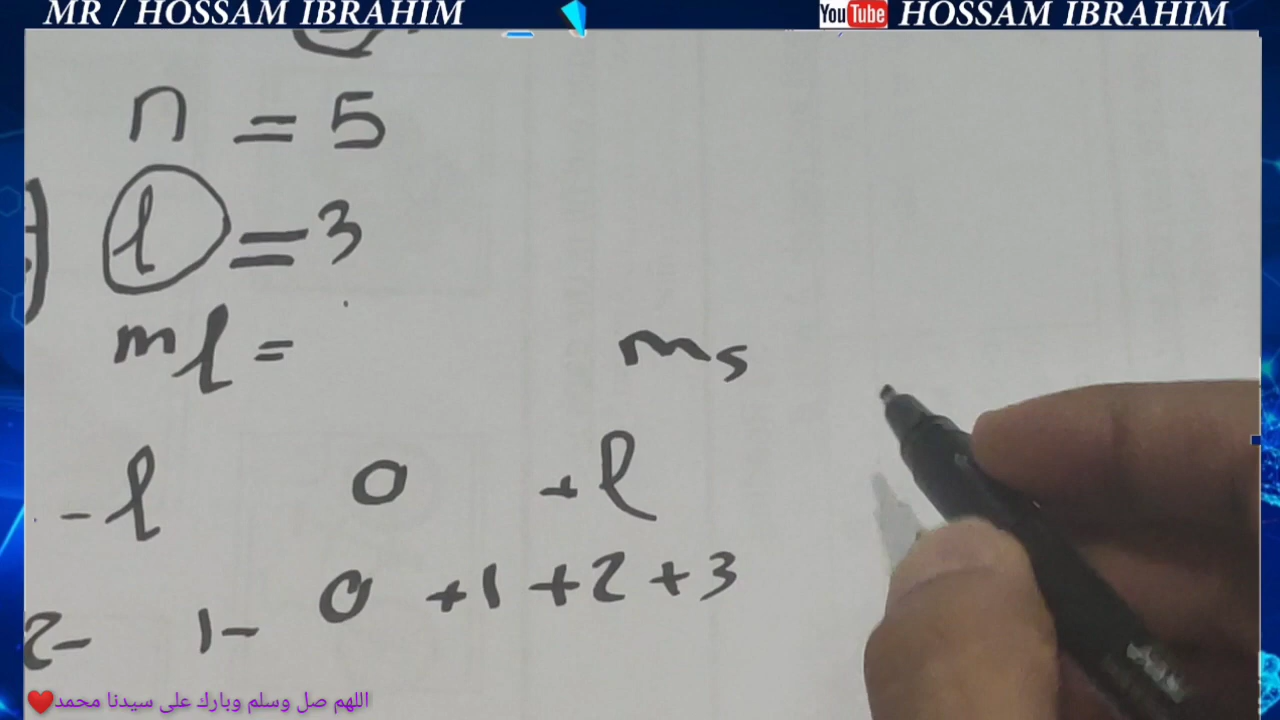 MR / HOSSAM IBRAHIM
YouTube HOSSAM IBRAHIM
n = 5
l = 3
ml =
ms
-l 0 +l
2- 1- 0 +1 +2 +3
اللهم صل وسلم وبارك على سيدنا محمد❤️